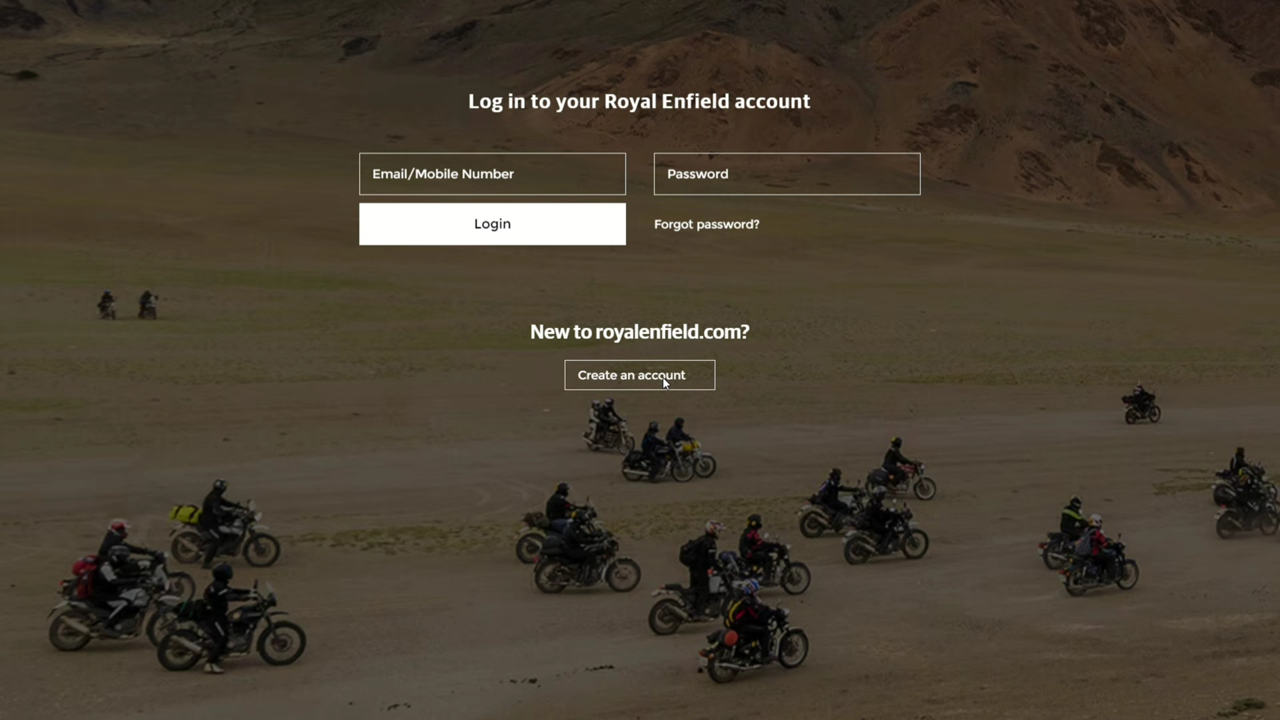 Log in to your Royal Enfield account
Email/Mobile Number
Password
Login
Forgot password?
New to royalenfield.com?
Create an account